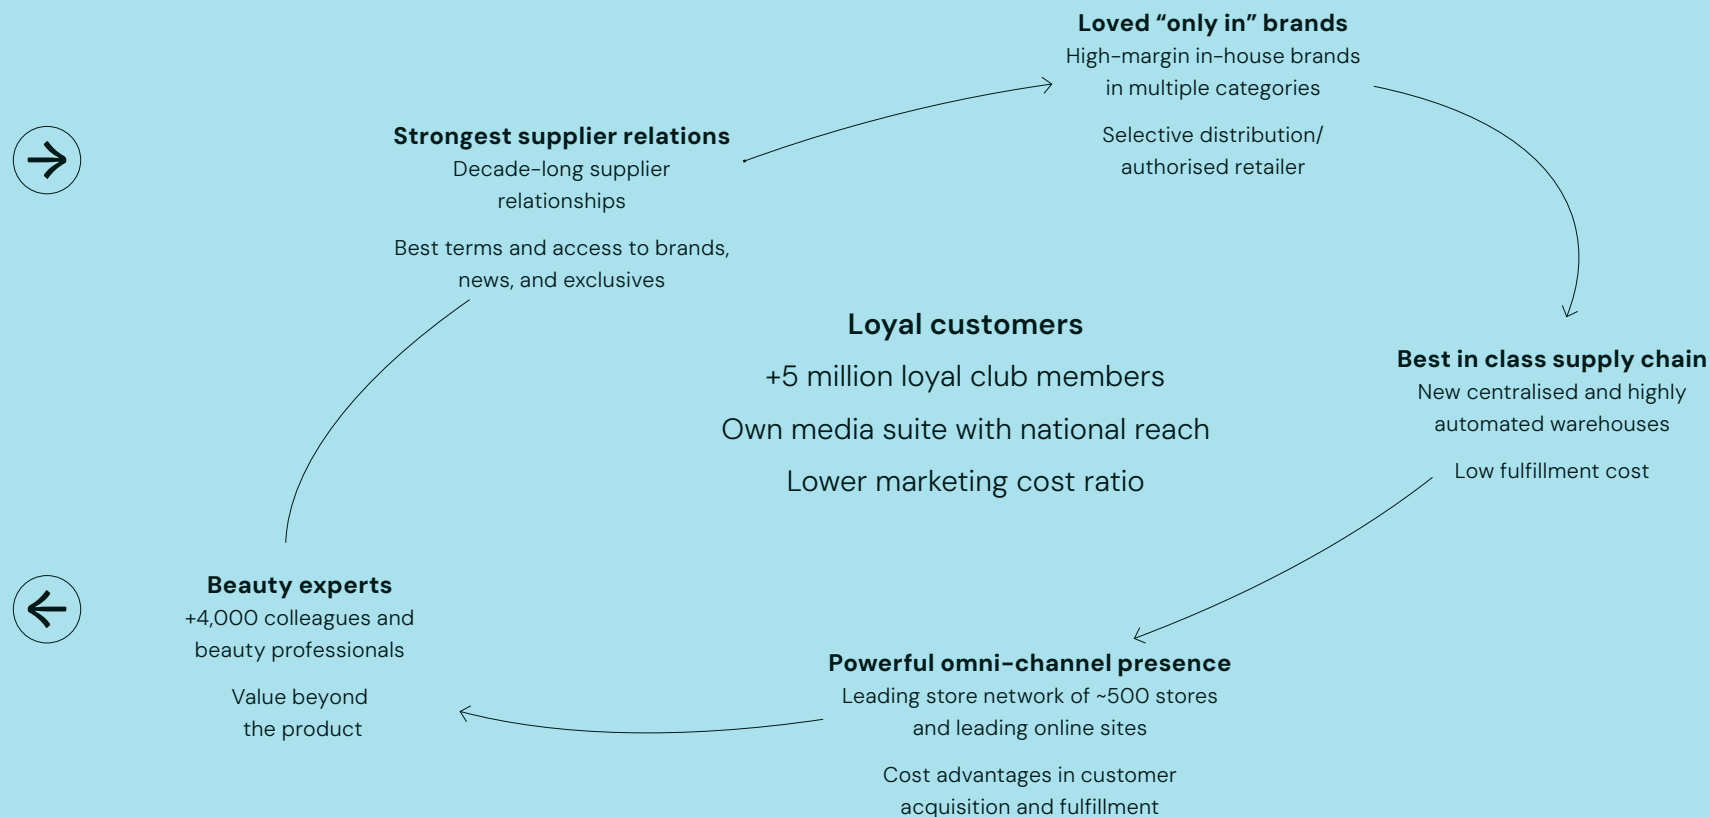 Loved “only in” brands
High-margin in-house brands
in multiple categories
Selective distribution/
authorised retailer
Strongest supplier relations
Decade-long supplier
relationships
Best terms and access to brands,
news, and exclusives
Loyal customers
+5 million loyal club members
Own media suite with national reach
Lower marketing cost ratio
Best in class supply chain
New centralised and highly
automated warehouses
Low fulfillment cost
Beauty experts
+4,000 colleagues and
beauty professionals
Value beyond
the product
Powerful omni-channel presence
Leading store network of ~500 stores
and leading online sites
Cost advantages in customer
acquisition and fulfillment